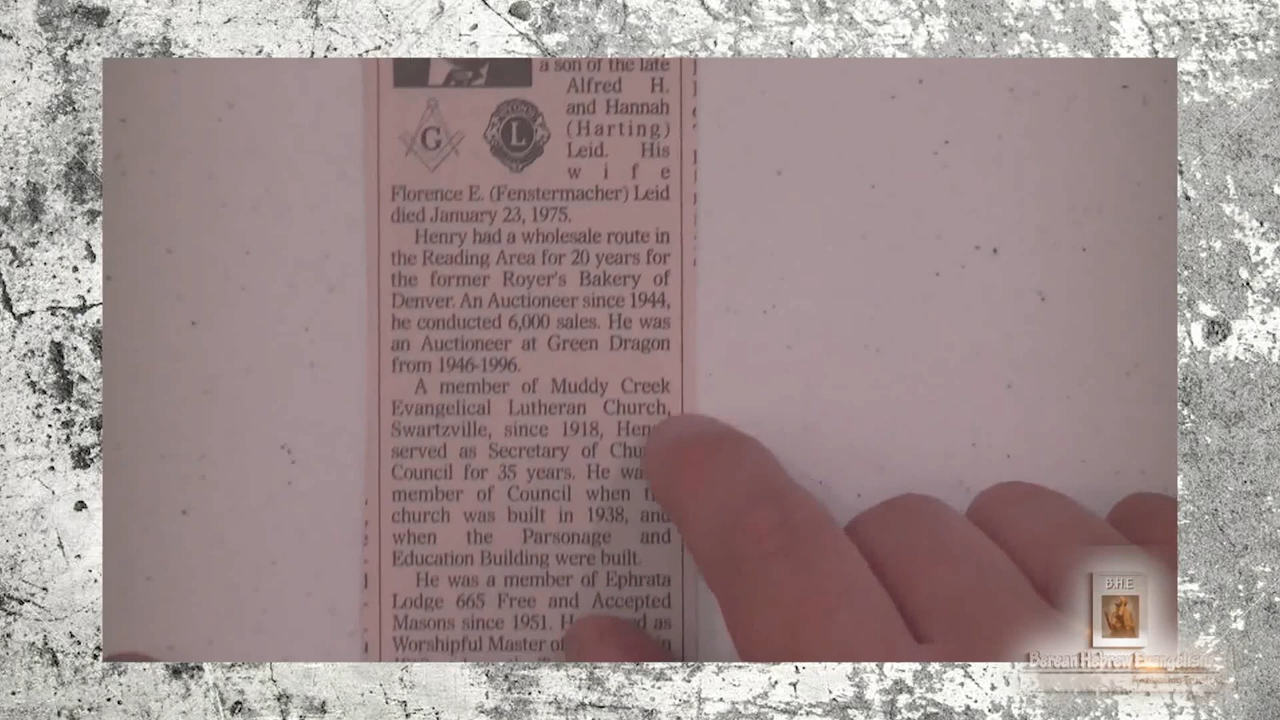 a son of the late
Alfred H.
and Hannah
(Harting)
Leid. His
wife
G
L
Florence E. (Fenstermacher) Leid
died January 23, 1975.
Henry had a wholesale route in
the Reading Area for 20 years for
the former Royer's Bakery of
Denver. An Auctioneer since 1944,
he conducted 6,000 sales. He was
an Auctioneer at Green Dragon
from 1946-1996.
A member of Muddy Creek
Evangelical Lutheran Church,
Swartzville, since 1918,
served as Secretary of
Council for 35 years. He
member of Council when
church was built in 1938, and
when the Parsonage and
Education Building were built.
He was a member of Ephrata
Lodge 665 Free and Accepted
Masons since 1951. as
Worshipful Master of
B.H.E
Berean Hebrew Evangelism